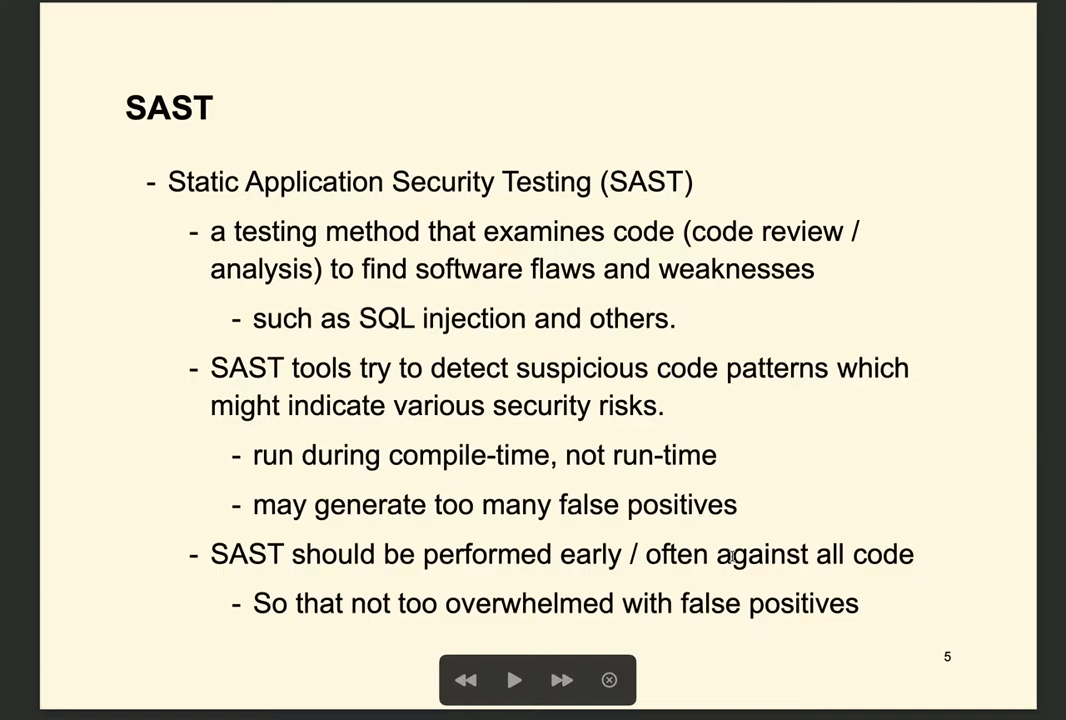 SAST
- Static Application Security Testing (SAST)
- a testing method that examines code (code review /
analysis) to find software flaws and weaknesses
- such as SQL injection and others.
- SAST tools try to detect suspicious code patterns which
might indicate various security risks.
- run during compile-time, not run-time
- may generate too many false positives
- SAST should be performed early / often against all code
- So that not too overwhelmed with false positives
5